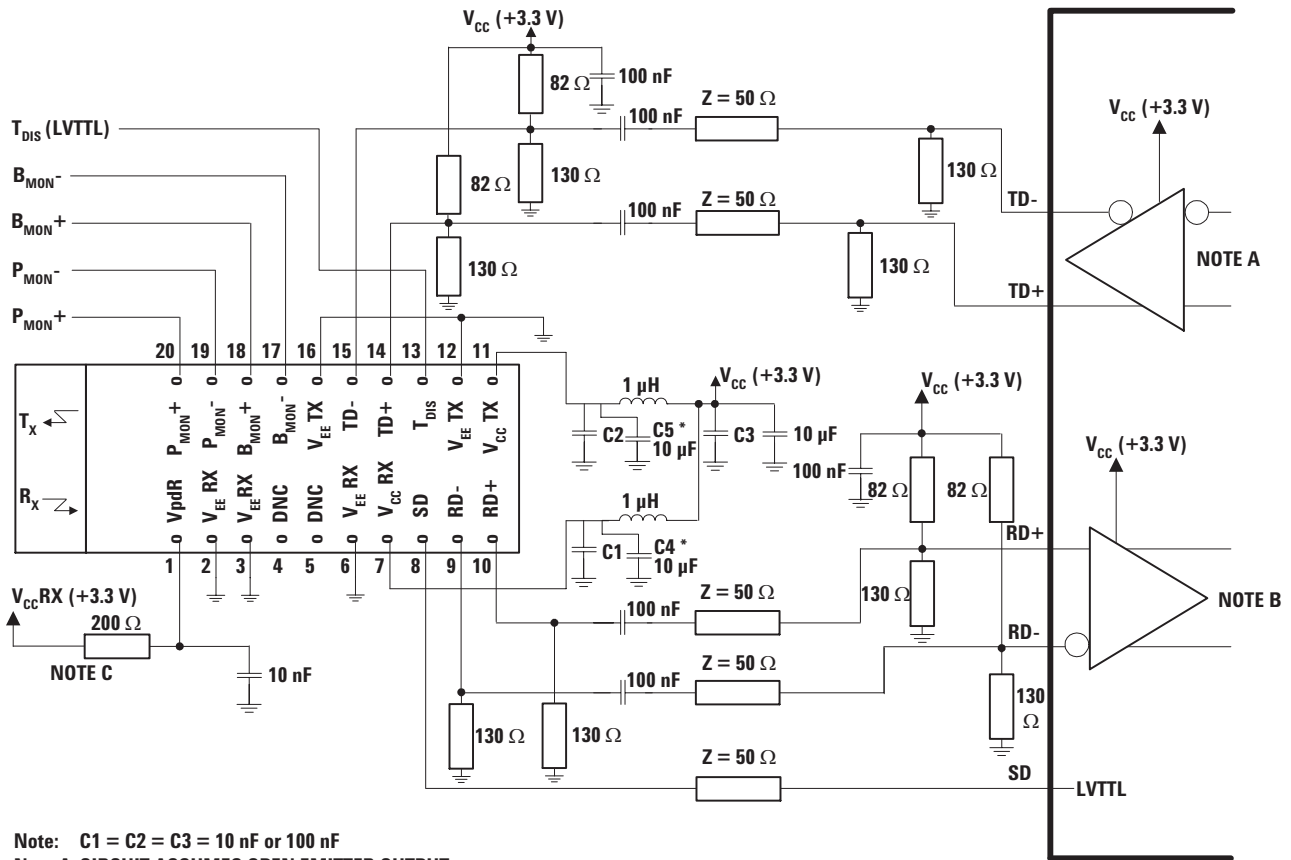 V_CC (+3.3 V)
82 Ω
100 nF
100 nF
Z = 50 Ω
V_CC (+3.3 V)
T_DIS (LVTTL)
130 Ω
130 Ω
B_MON-
82 Ω
TD-
B_MON+
100 nF
Z = 50 Ω
NOTE A
P_MON-
130 Ω
130 Ω
TD+
P_MON+
20 19 18 17 16 15 14 13 12 11
T_X
P_MON+
P_MON-
B_MON+
B_MON-
V_EE TX
TD-
TD+
T_DIS
V_EE TX
V_CC TX
R_X
VpdR
V_EE RX
V_EE RX
DNC
DNC
V_EE RX
V_CC RX
SD
RD-
RD+
1 2 3 4 5 6 7 8 9 10
1 µH
V_CC (+3.3 V)
C2
C5 *
10 µF
C3
10 µF
1 µH
C1
C4 *
10 µF
V_CC (+3.3 V)
100 nF
82 Ω
82 Ω
V_CC (+3.3 V)
RD+
130 Ω
NOTE B
RD-
130
Ω
V_CCRX (+3.3 V)
200 Ω
NOTE C
10 nF
100 nF
Z = 50 Ω
100 nF
Z = 50 Ω
130 Ω
130 Ω
Z = 50 Ω
SD
LVTTL
Note: C1 = C2 = C3 = 10 nF or 100 nF